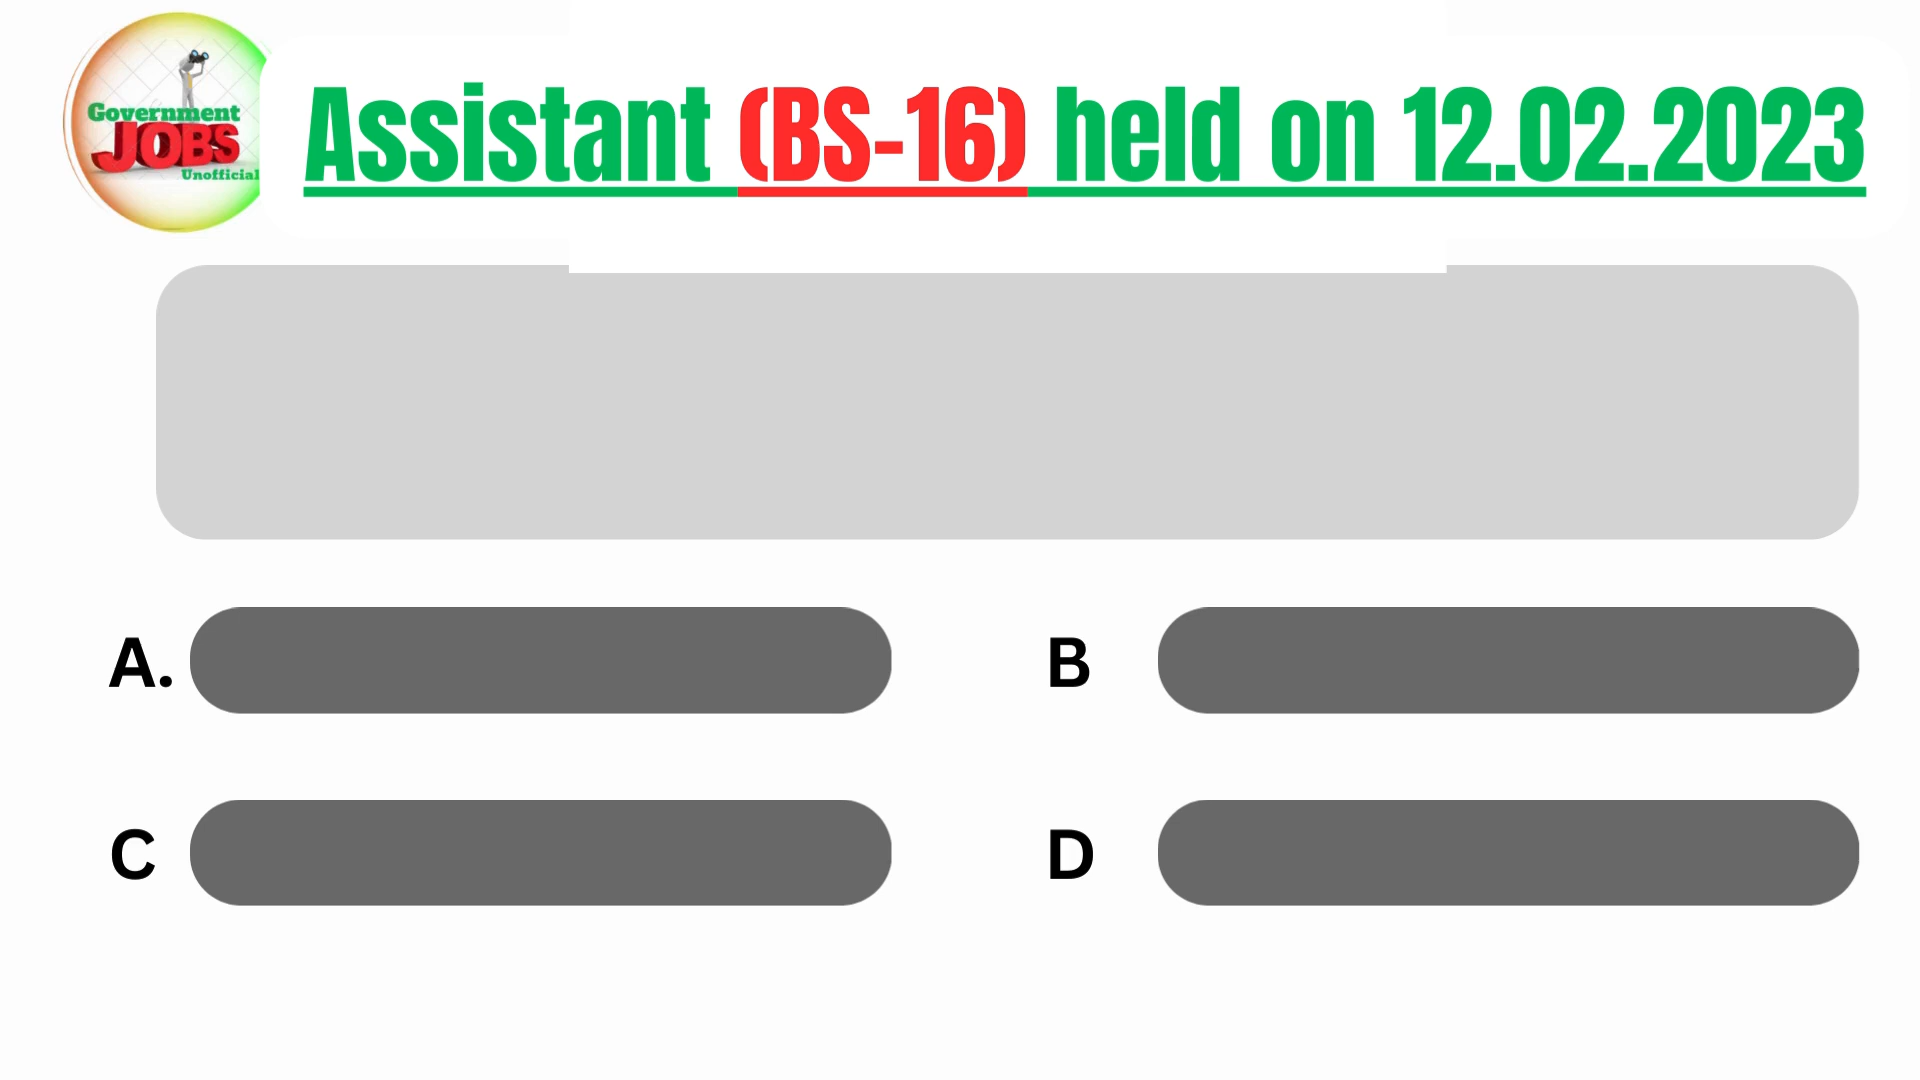 Government
JOBS
Unofficial
Assistant (BS-16) held on 12.02.2023
A.
B
C
D